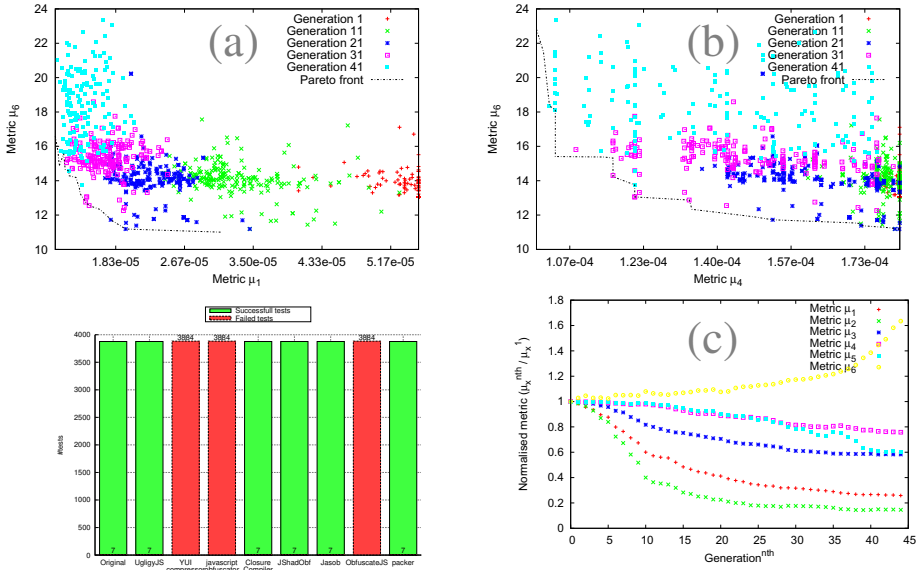 (a)
Generation 1
Generation 11
Generation 21
Generation 31
Generation 41
Pareto front
24
22
20
18
16
14
12
10
Metric μ6
1.83e-05 2.67e-05 3.50e-05 4.33e-05 5.17e-05
Metric μ1
(b)
Generation 1
Generation 11
Generation 21
Generation 31
Generation 41
Pareto front
24
22
20
18
16
14
12
10
Metric μ6
1.07e-04 1.23e-04 1.40e-04 1.57e-04 1.73e-04
Metric μ4
Successfull tests
Failed tests
4000
3500
3000
2500
2000
1500
1000
500
0
#tests
3884 3884 3884
7 7 7 7 7 7
Original UgligyJS YUI compressor javascript obfuscator Closure Compiler JShadObf Jasob ObfuscateJS packer
(c)
Metric μ1
Metric μ2
Metric μ3
Metric μ4
Metric μ5
Metric μ6
1.8
1.6
1.4
1.2
1
0.8
0.6
0.4
0.2
0
Normalised metric (μx^nth / μx^1)
0 5 10 15 20 25 30 35 40 45
Generation^nth